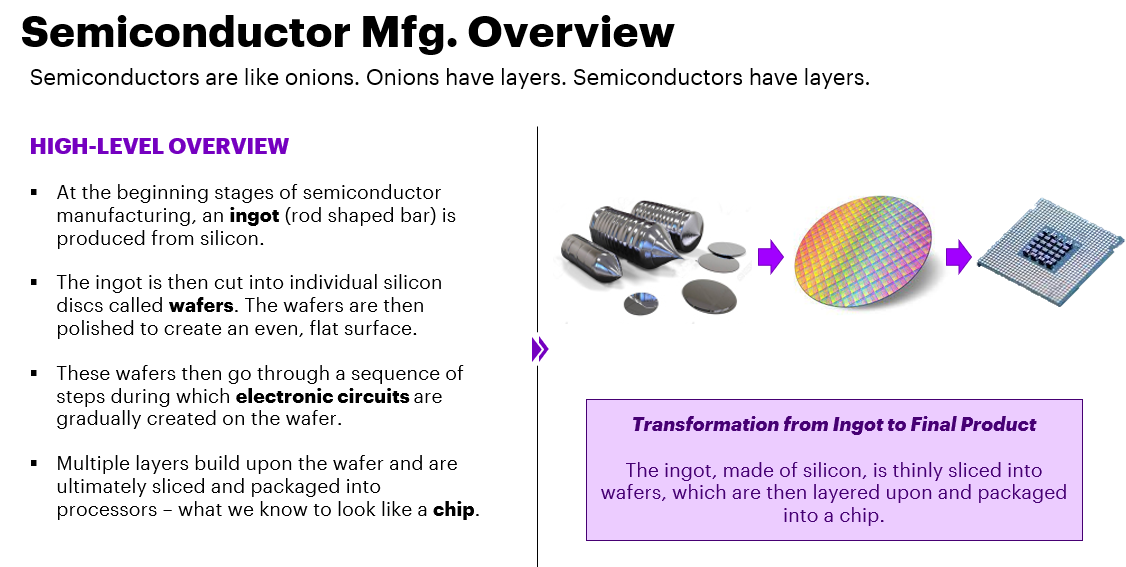 Semiconductor Mfg. Overview
Semiconductors are like onions. Onions have layers. Semiconductors have layers.
HIGH-LEVEL OVERVIEW
▪ At the beginning stages of semiconductor
manufacturing, an ingot (rod shaped bar) is
produced from silicon.
▪ The ingot is then cut into individual silicon
discs called wafers. The wafers are then
polished to create an even, flat surface.
▪ These wafers then go through a sequence of
steps during which electronic circuits are
gradually created on the wafer.
▪ Multiple layers build upon the wafer and are
ultimately sliced and packaged into
processors – what we know to look like a chip.
Transformation from Ingot to Final Product
The ingot, made of silicon, is thinly sliced into
wafers, which are then layered upon and packaged
into a chip.